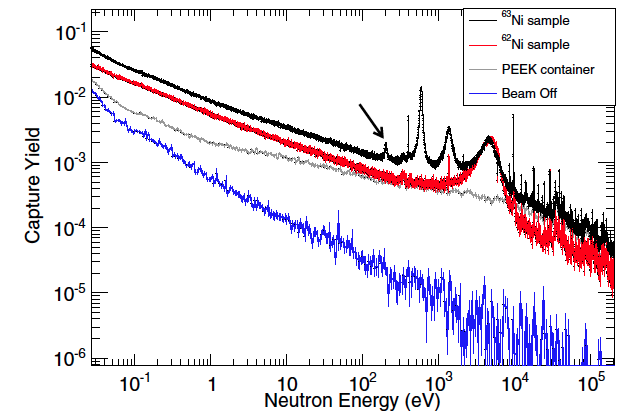 ⁶³Ni sample
⁶²Ni sample
PEEK container
Beam Off
Capture Yield
10⁻¹
10⁻²
10⁻³
10⁻⁴
10⁻⁵
10⁻⁶
10⁻¹ 1 10 10² 10³ 10⁴ 10⁵
Neutron Energy (eV)